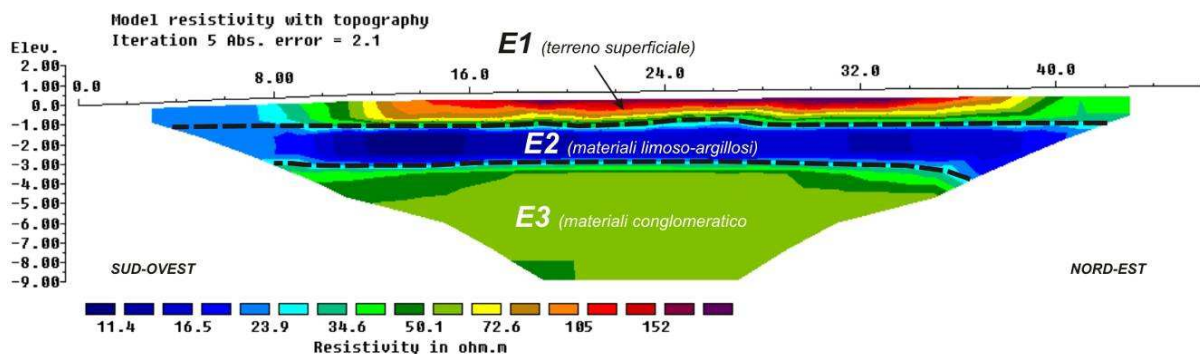 Model resistivity with topography
Iteration 5 Abs. error = 2.1
Elev.
E1 (terreno superficiale)
2.00
1.00
0.0
-1.00
-2.00
-3.00
-4.00
-5.00
-6.00
-7.00
-8.00
-9.00
0.0 8.00 16.0 24.0 32.0 40.0
E2 (materiali limoso-argillosi)
E3 (materiali conglomeratico
SUD-OVEST NORD-EST
11.4 16.5 23.9 34.6 50.1 72.6 105 152
Resistivity in ohm.m